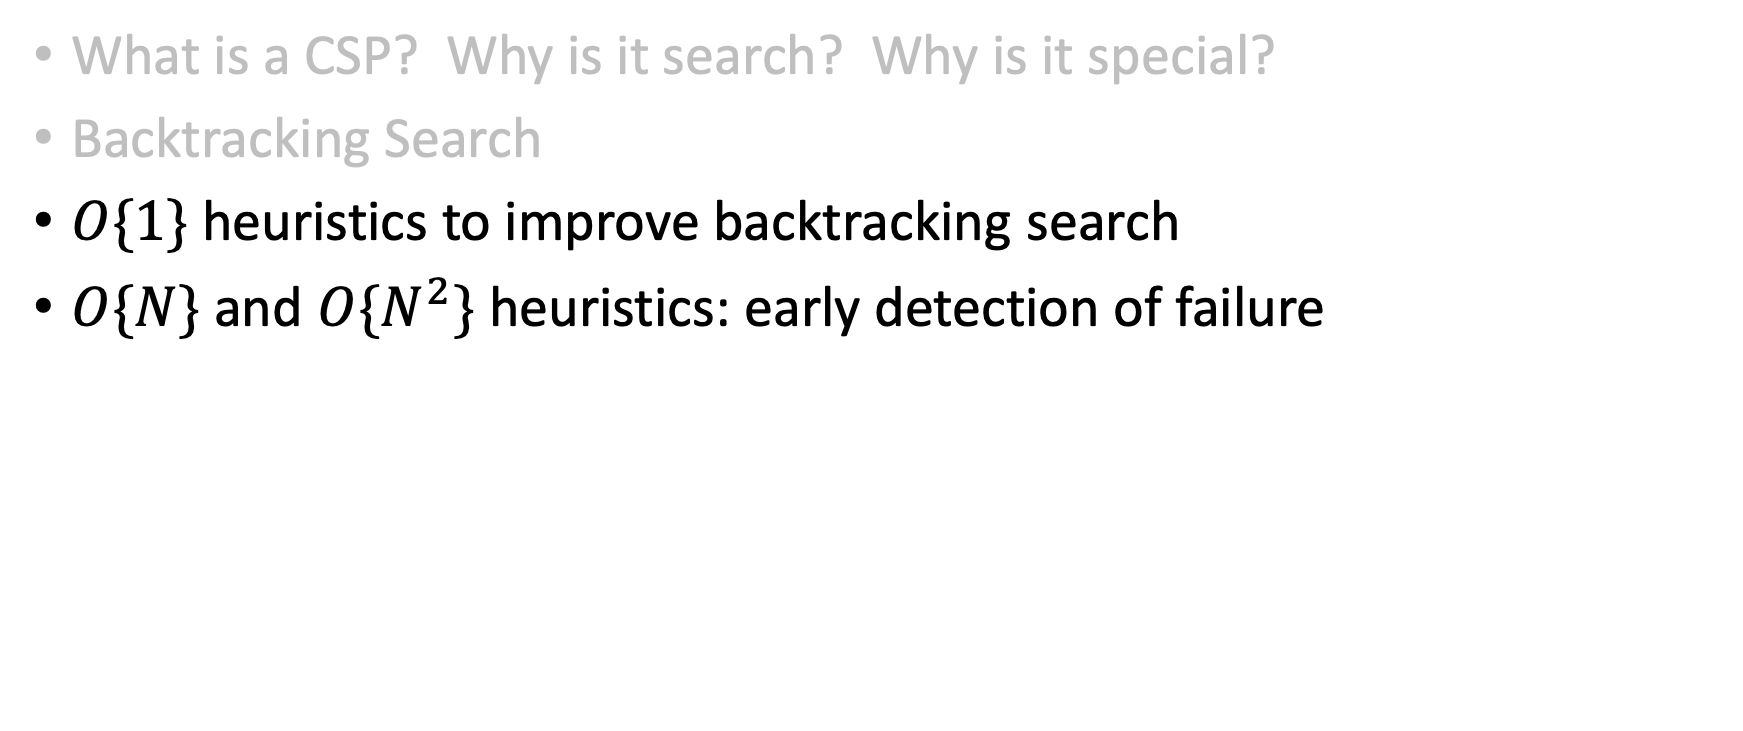 • What is a CSP?  Why is it search?  Why is it special?
• Backtracking Search
• O{1} heuristics to improve backtracking search
• O{N} and O{N²} heuristics: early detection of failure